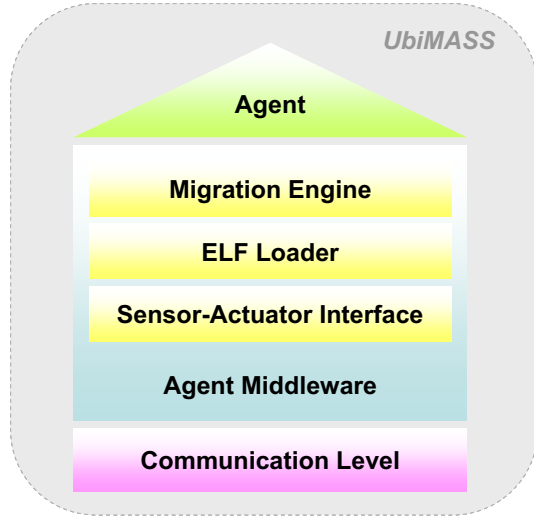 UbiMASS
Agent
Migration Engine
ELF Loader
Sensor-Actuator Interface
Agent Middleware
Communication Level